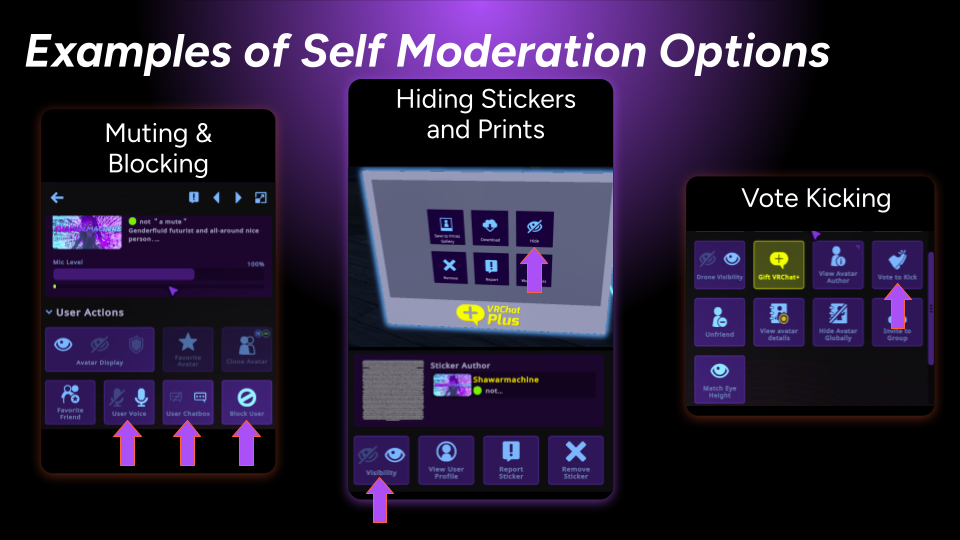 Examples of Self Moderation Options
Muting &
Blocking
not " a mute "
Genderfluid futurist and all-around nice
person....
Mic Level
100%
User Actions
Avatar Display
Favorite
Avatar
Clone Avatar
Favorite
Friend
User Voice
User Chatbox
Block User
Hiding Stickers
and Prints
Save to Prints
Gallery
Download
Hide
Remove
Report
VRChat
Plus
Sticker Author
Shawarmachine
not...
Visibility
View User
Profile
Report
Sticker
Remove
Sticker
Vote Kicking
Drone Visibility
Gift VRChat+
View Avatar
Author
Vote to Kick
Unfriend
View avatar
details
Hide Avatar
Globally
Invite to
Group
Match Eye
Height